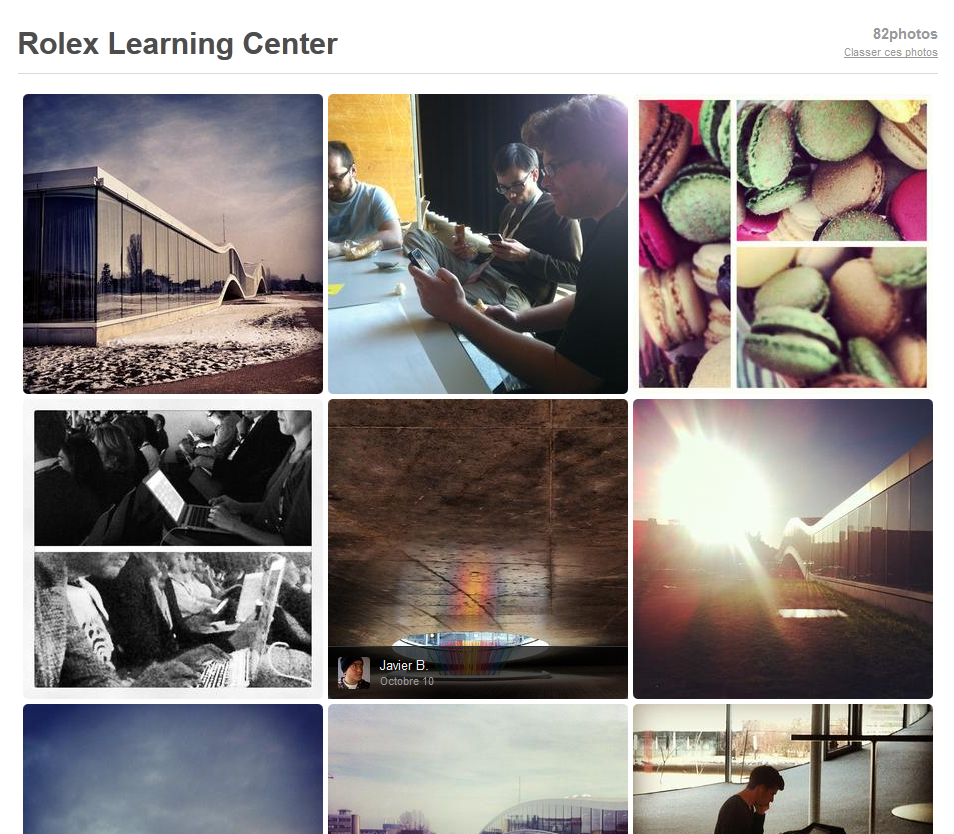 Rolex Learning Center
82photos
Classer ces photos
Javier B.
Octobre 10